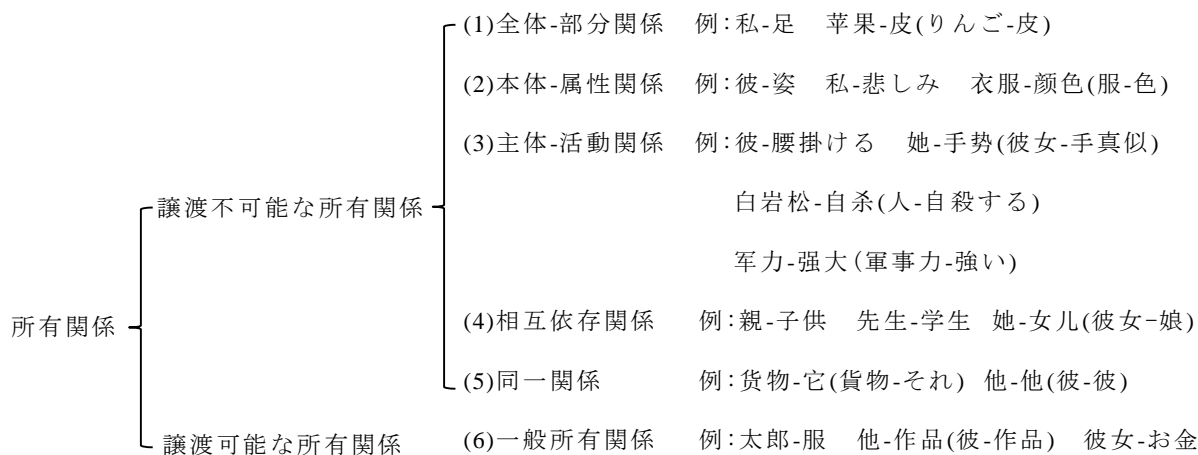 (1)全体-部分関係 例：私-足 苹果-皮(りんご-皮)
(2)本体-属性関係 例：彼-姿 私-悲しみ 衣服-颜色(服-色)
(3)主体-活動関係 例：彼-腰掛ける 她-手势(彼女-手真似)
譲渡不可能な所有関係 白岩松-自杀(人-自殺する)
军力-强大(軍事力-強い)
所有関係 (4)相互依存関係 例：親-子供 先生-学生 她-女儿(彼女-娘)
(5)同一関係 例：货物-它(貨物-それ) 他-他(彼-彼)
譲渡可能な所有関係 (6)一般所有関係 例：太郎-服 他-作品(彼-作品) 彼女-お金